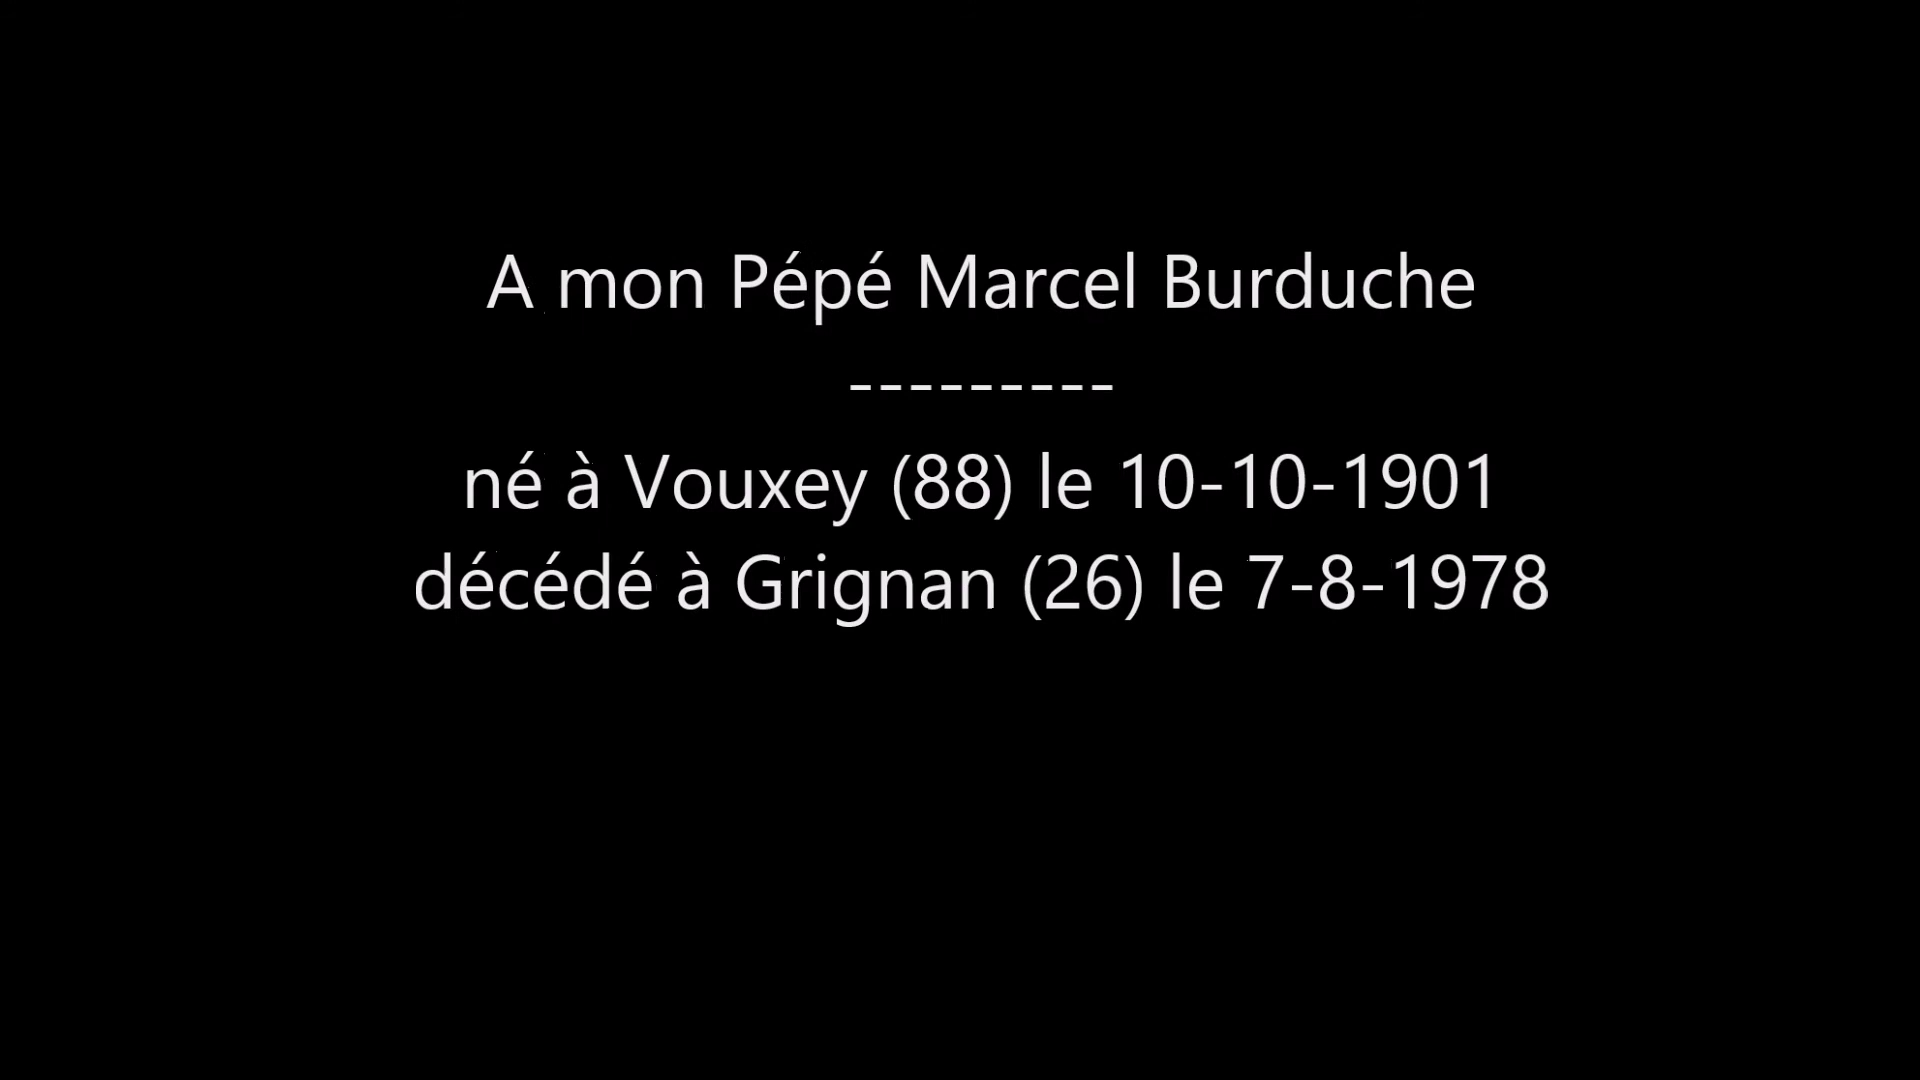 A mon Pépé Marcel Burduche
---------
né à Vouxey (88) le 10-10-1901
décédé à Grignan (26) le 7-8-1978